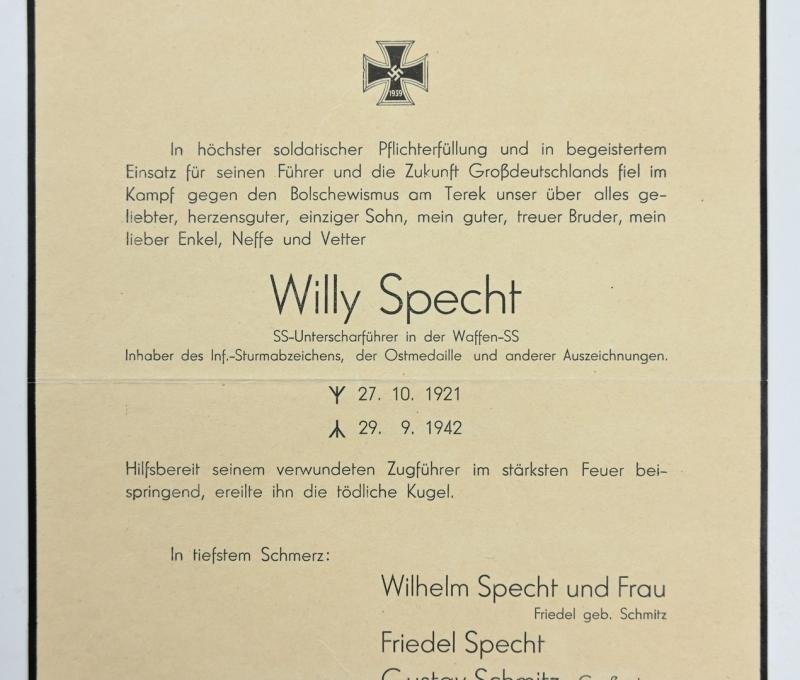 1939
In höchster soldatischer Pflichterfüllung und in begeistertem
Einsatz für seinen Führer und die Zukunft Großdeutschlands fiel im
Kampf gegen den Bolschewismus am Terek unser über alles ge-
liebter, herzensguter, einziger Sohn, mein guter, treuer Bruder, mein
lieber Enkel, Neffe und Vetter
Willy Specht
SS-Unterscharführer in der Waffen-SS
Inhaber des Inf.-Sturmabzeichens, der Ostmedaille und anderer Auszeichnungen.
ᛉ 27. 10. 1921
ᛦ 29. 9. 1942
Hilfsbereit seinem verwundeten Zugführer im stärksten Feuer bei-
springend, ereilte ihn die tödliche Kugel.
In tiefstem Schmerz:
Wilhelm Specht und Frau
Friedel geb. Schmitz
Friedel Specht
Gustav Schmitz